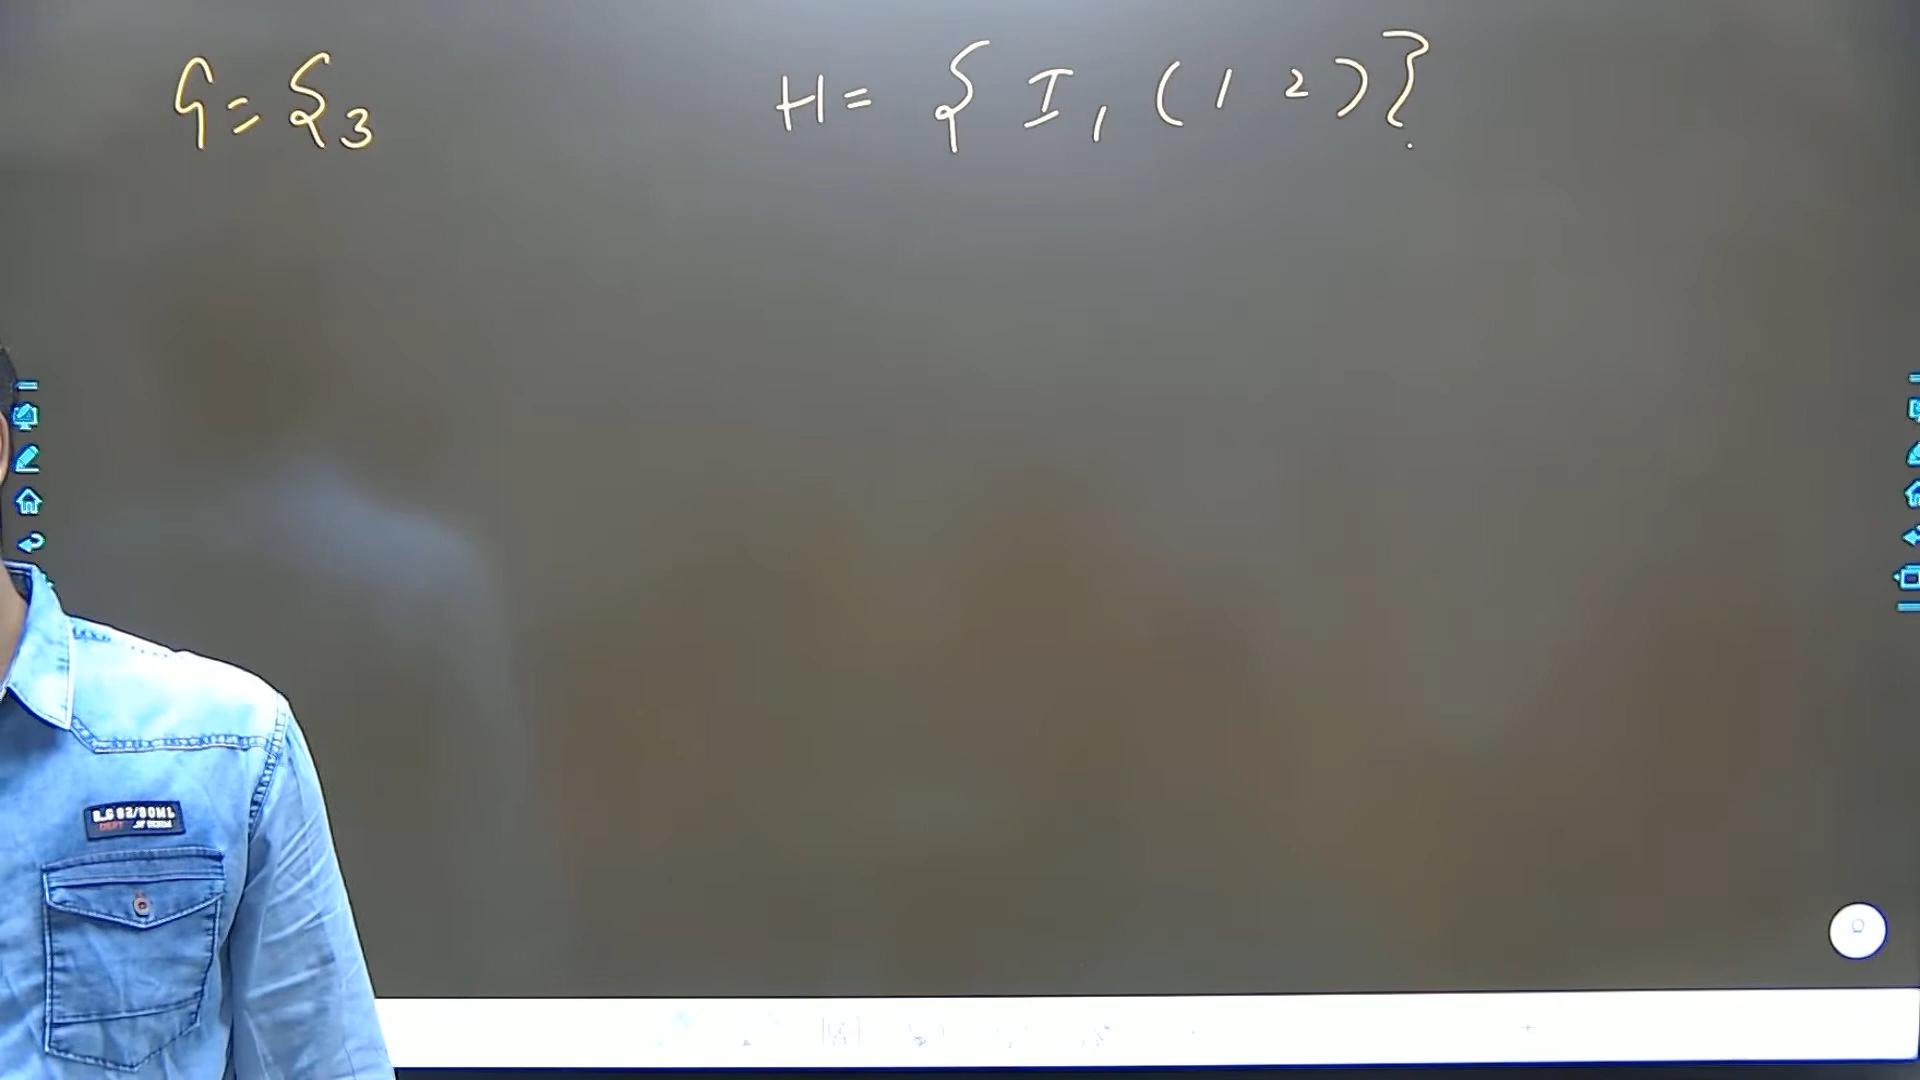 G = S₃ H = { I, (1 2) }